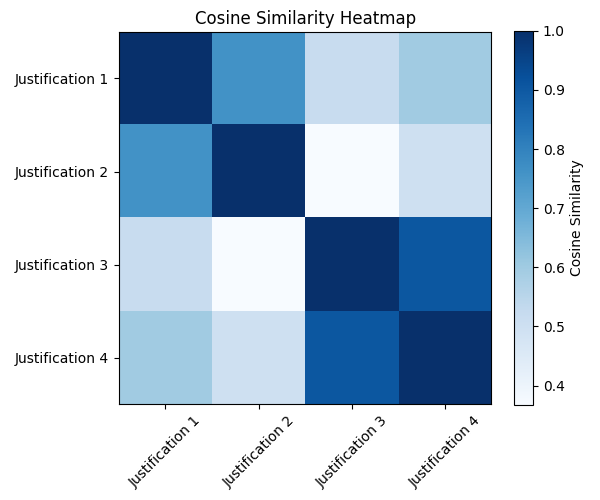 Cosine Similarity Heatmap
Justification 1
Justification 2
Justification 3
Justification 4
Justification 1
Justification 2
Justification 3
Justification 4
1.0
0.9
0.8
0.7
0.6
0.5
0.4
Cosine Similarity